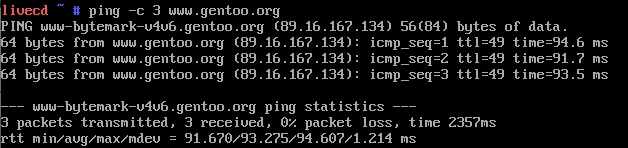 livecd ~ # ping -c 3 www.gentoo.org
PING www-bytemark-v4v6.gentoo.org (89.16.167.134) 56(84) bytes of data.
64 bytes from www.gentoo.org (89.16.167.134): icmp_seq=1 ttl=49 time=94.6 ms
64 bytes from www.gentoo.org (89.16.167.134): icmp_seq=2 ttl=49 time=91.7 ms
64 bytes from www.gentoo.org (89.16.167.134): icmp_seq=3 ttl=49 time=93.5 ms
--- www-bytemark-v4v6.gentoo.org ping statistics ---
3 packets transmitted, 3 received, 0% packet loss, time 2357ms
rtt min/avg/max/mdev = 91.670/93.275/94.607/1.214 ms